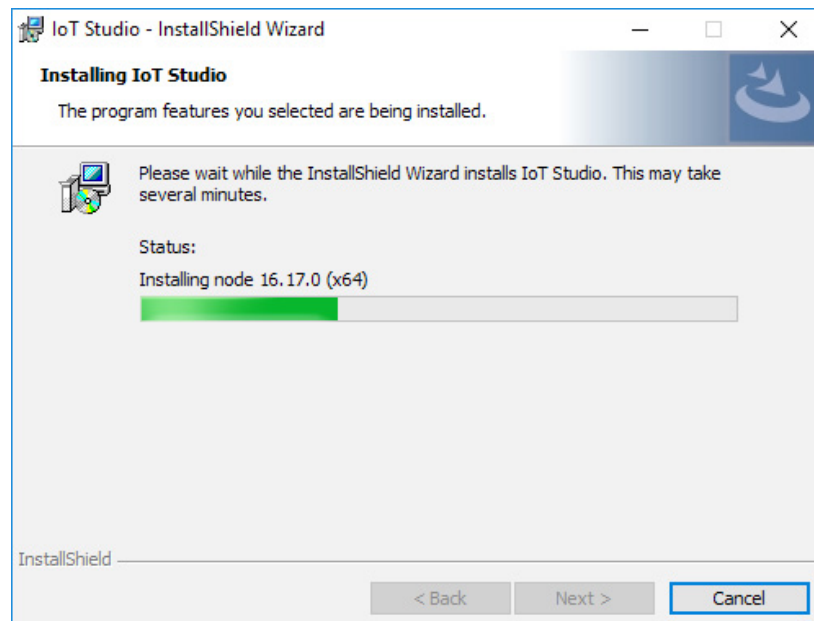 IoT Studio - InstallShield Wizard
Installing IoT Studio
The program features you selected are being installed.
Please wait while the InstallShield Wizard installs IoT Studio. This may take
several minutes.
Status:
Installing node 16.17.0 (x64)
InstallShield
< Back
Next >
Cancel